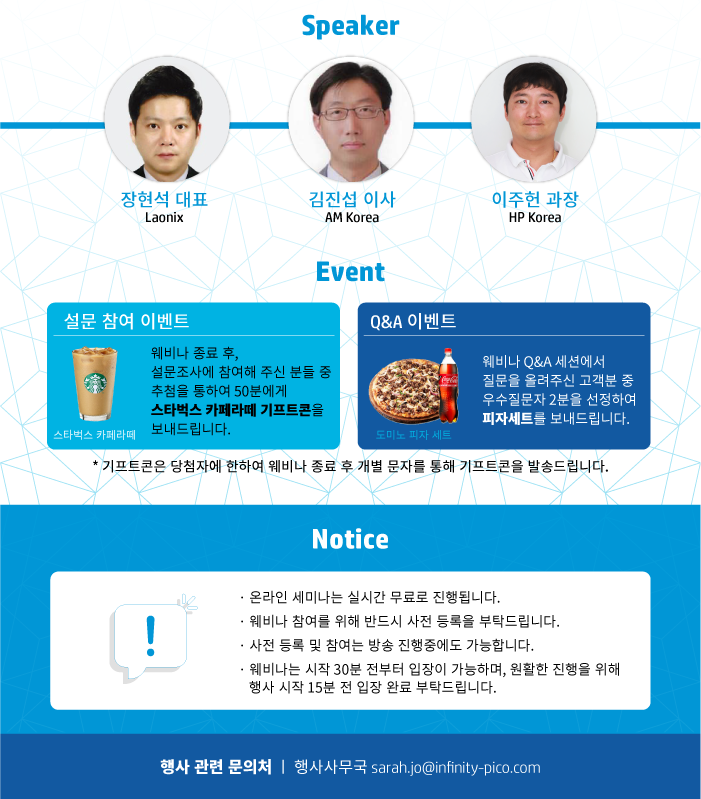 Speaker
장현석 대표
Laonix
김진섭 이사
AM Korea
이주헌 과장
HP Korea
Event
설문 참여 이벤트
웨비나 종료 후,
설문조사에 참여해 주신 분들 중
추첨을 통하여 50분에게
스타벅스 카페라떼 기프트콘을
보내드립니다.
스타벅스 카페라떼
Q&A 이벤트
웨비나 Q&A 세션에서
질문을 올려주신 고객분 중
우수질문자 2분을 선정하여
피자세트를 보내드립니다.
Coca-Cola
도미노 피자 세트
* 기프트콘은 당첨자에 한하여 웨비나 종료 후 개별 문자를 통해 기프트콘을 발송드립니다.
Notice
· 온라인 세미나는 실시간 무료로 진행됩니다.
· 웨비나 참여를 위해 반드시 사전 등록을 부탁드립니다.
· 사전 등록 및 참여는 방송 진행중에도 가능합니다.
· 웨비나는 시작 30분 전부터 입장이 가능하며, 원활한 진행을 위해
행사 시작 15분 전 입장 완료 부탁드립니다.
행사 관련 문의처 | 행사사무국 sarah.jo@infinity-pico.com